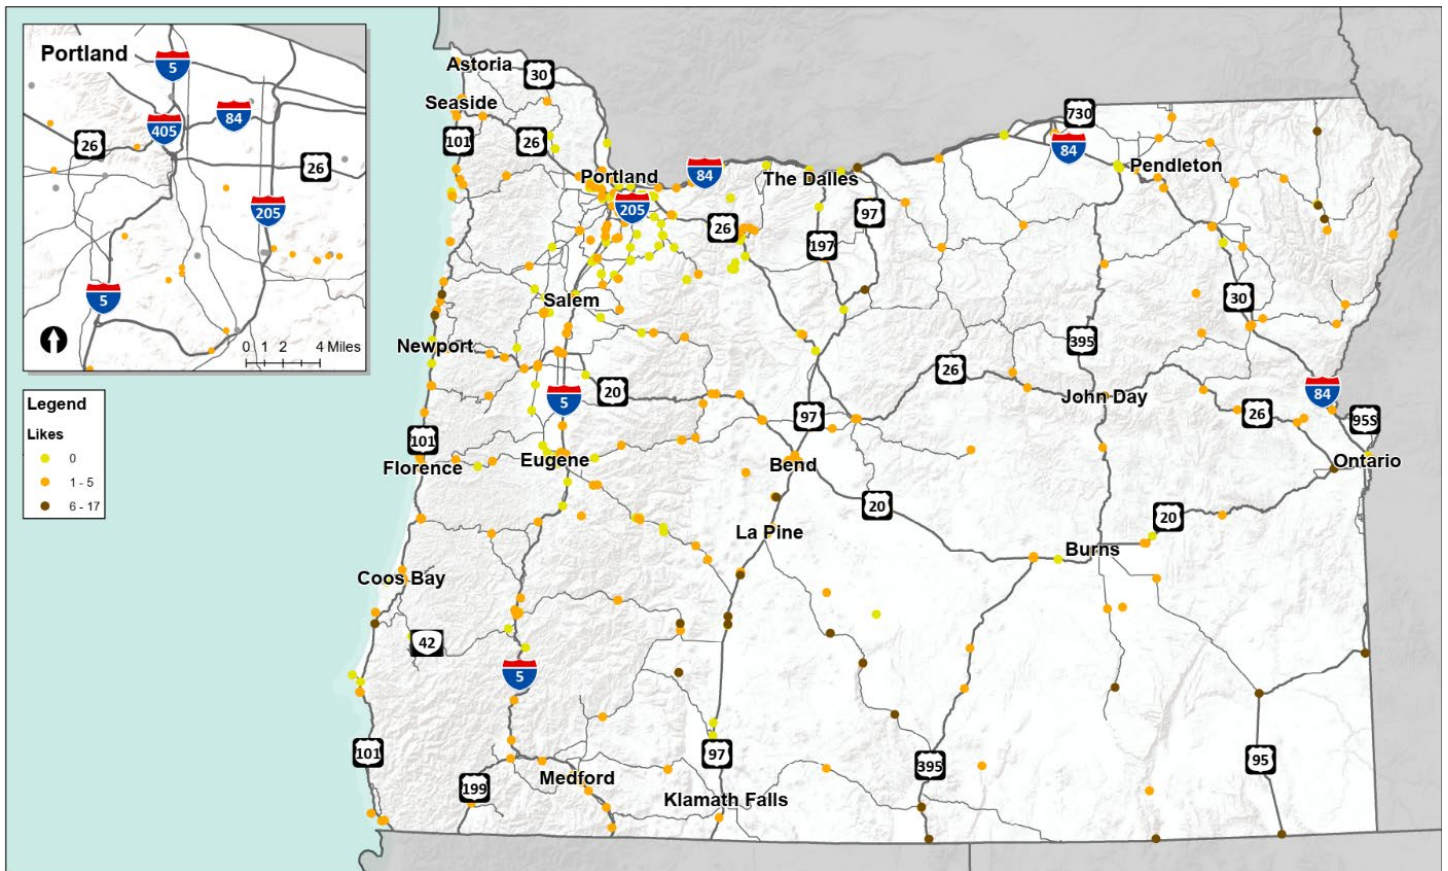 Portland
5
405
84
26
26
205
5
0 1 2 4 Miles
Legend
Likes
0
1 - 5
6 - 17
Astoria
30
Seaside
101
26
730
84
Pendleton
Portland
84
The Dalles
205
97
26
197
Salem
30
Newport
395
26
John Day
84
20
5
97
26
95S
101
Florence
Eugene
Bend
Ontario
20
20
La Pine
Burns
Coos Bay
42
5
101
97
395
95
Medford
199
Klamath Falls